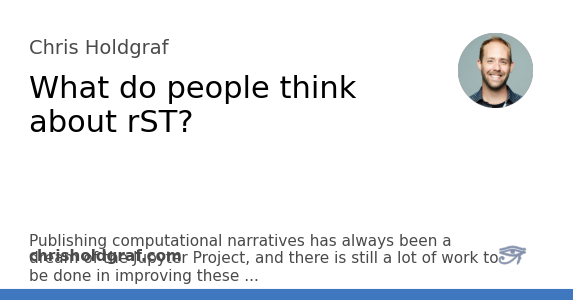 Chris Holdgraf
What do people think
about rST?
Publishing computational narratives has always been a
chrisholdgraf.com
dream of the Jupyter Project, and there is still a lot of work to
be done in improving these ...